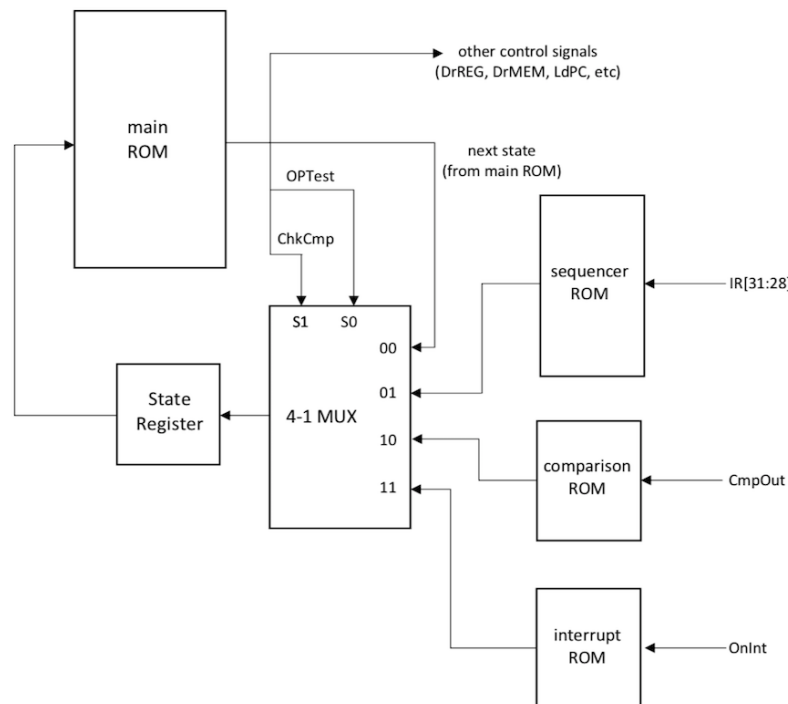 other control signals
(DrREG, DrMEM, LdPC, etc)
main
ROM
next state
(from main ROM)
OPTest
ChkCmp
sequencer
ROM
IR[31:28]
S1 S0
00
01
10
11
4-1 MUX
State
Register
comparison
ROM
CmpOut
interrupt
ROM
OnInt